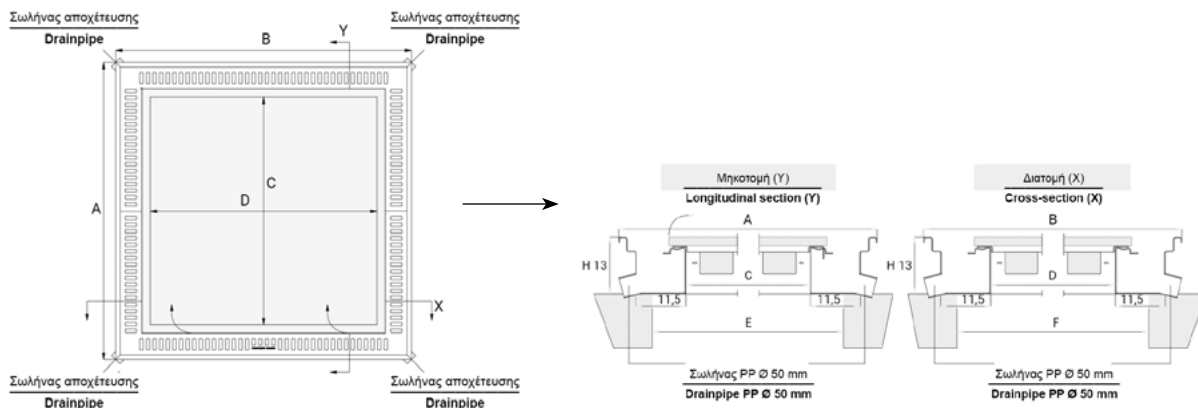 Σωλήνας αποχέτευσης
Drainpipe
Σωλήνας αποχέτευσης
Drainpipe
B
Y
A
C
D
X
Σωλήνας αποχέτευσης
Drainpipe
Σωλήνας αποχέτευσης
Drainpipe
Μηκοτομή (Y)
Longitudinal section (Y)
A
H 13
C
11,5
11,5
E
Σωλήνας PP Ø 50 mm
Drainpipe PP Ø 50 mm
Διατομή (X)
Cross-section (X)
B
H 13
D
11,5
11,5
F
Σωλήνας PP Ø 50 mm
Drainpipe PP Ø 50 mm